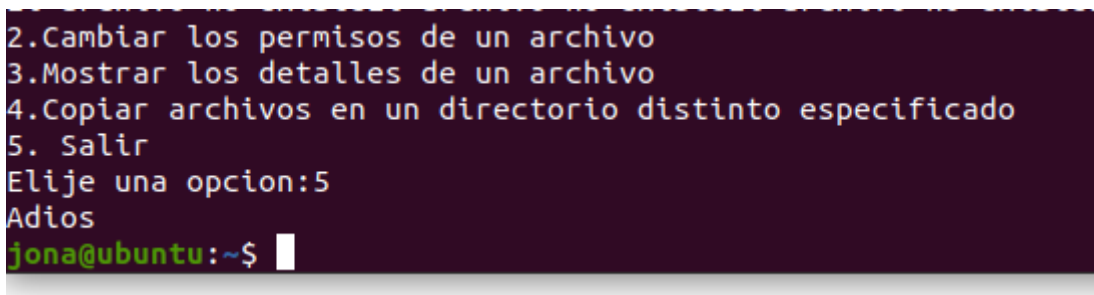 2.Cambiar los permisos de un archivo
3.Mostrar los detalles de un archivo
4.Copiar archivos en un directorio distinto especificado
5. Salir
Elije una opcion:5
Adios
jona@ubuntu:~$